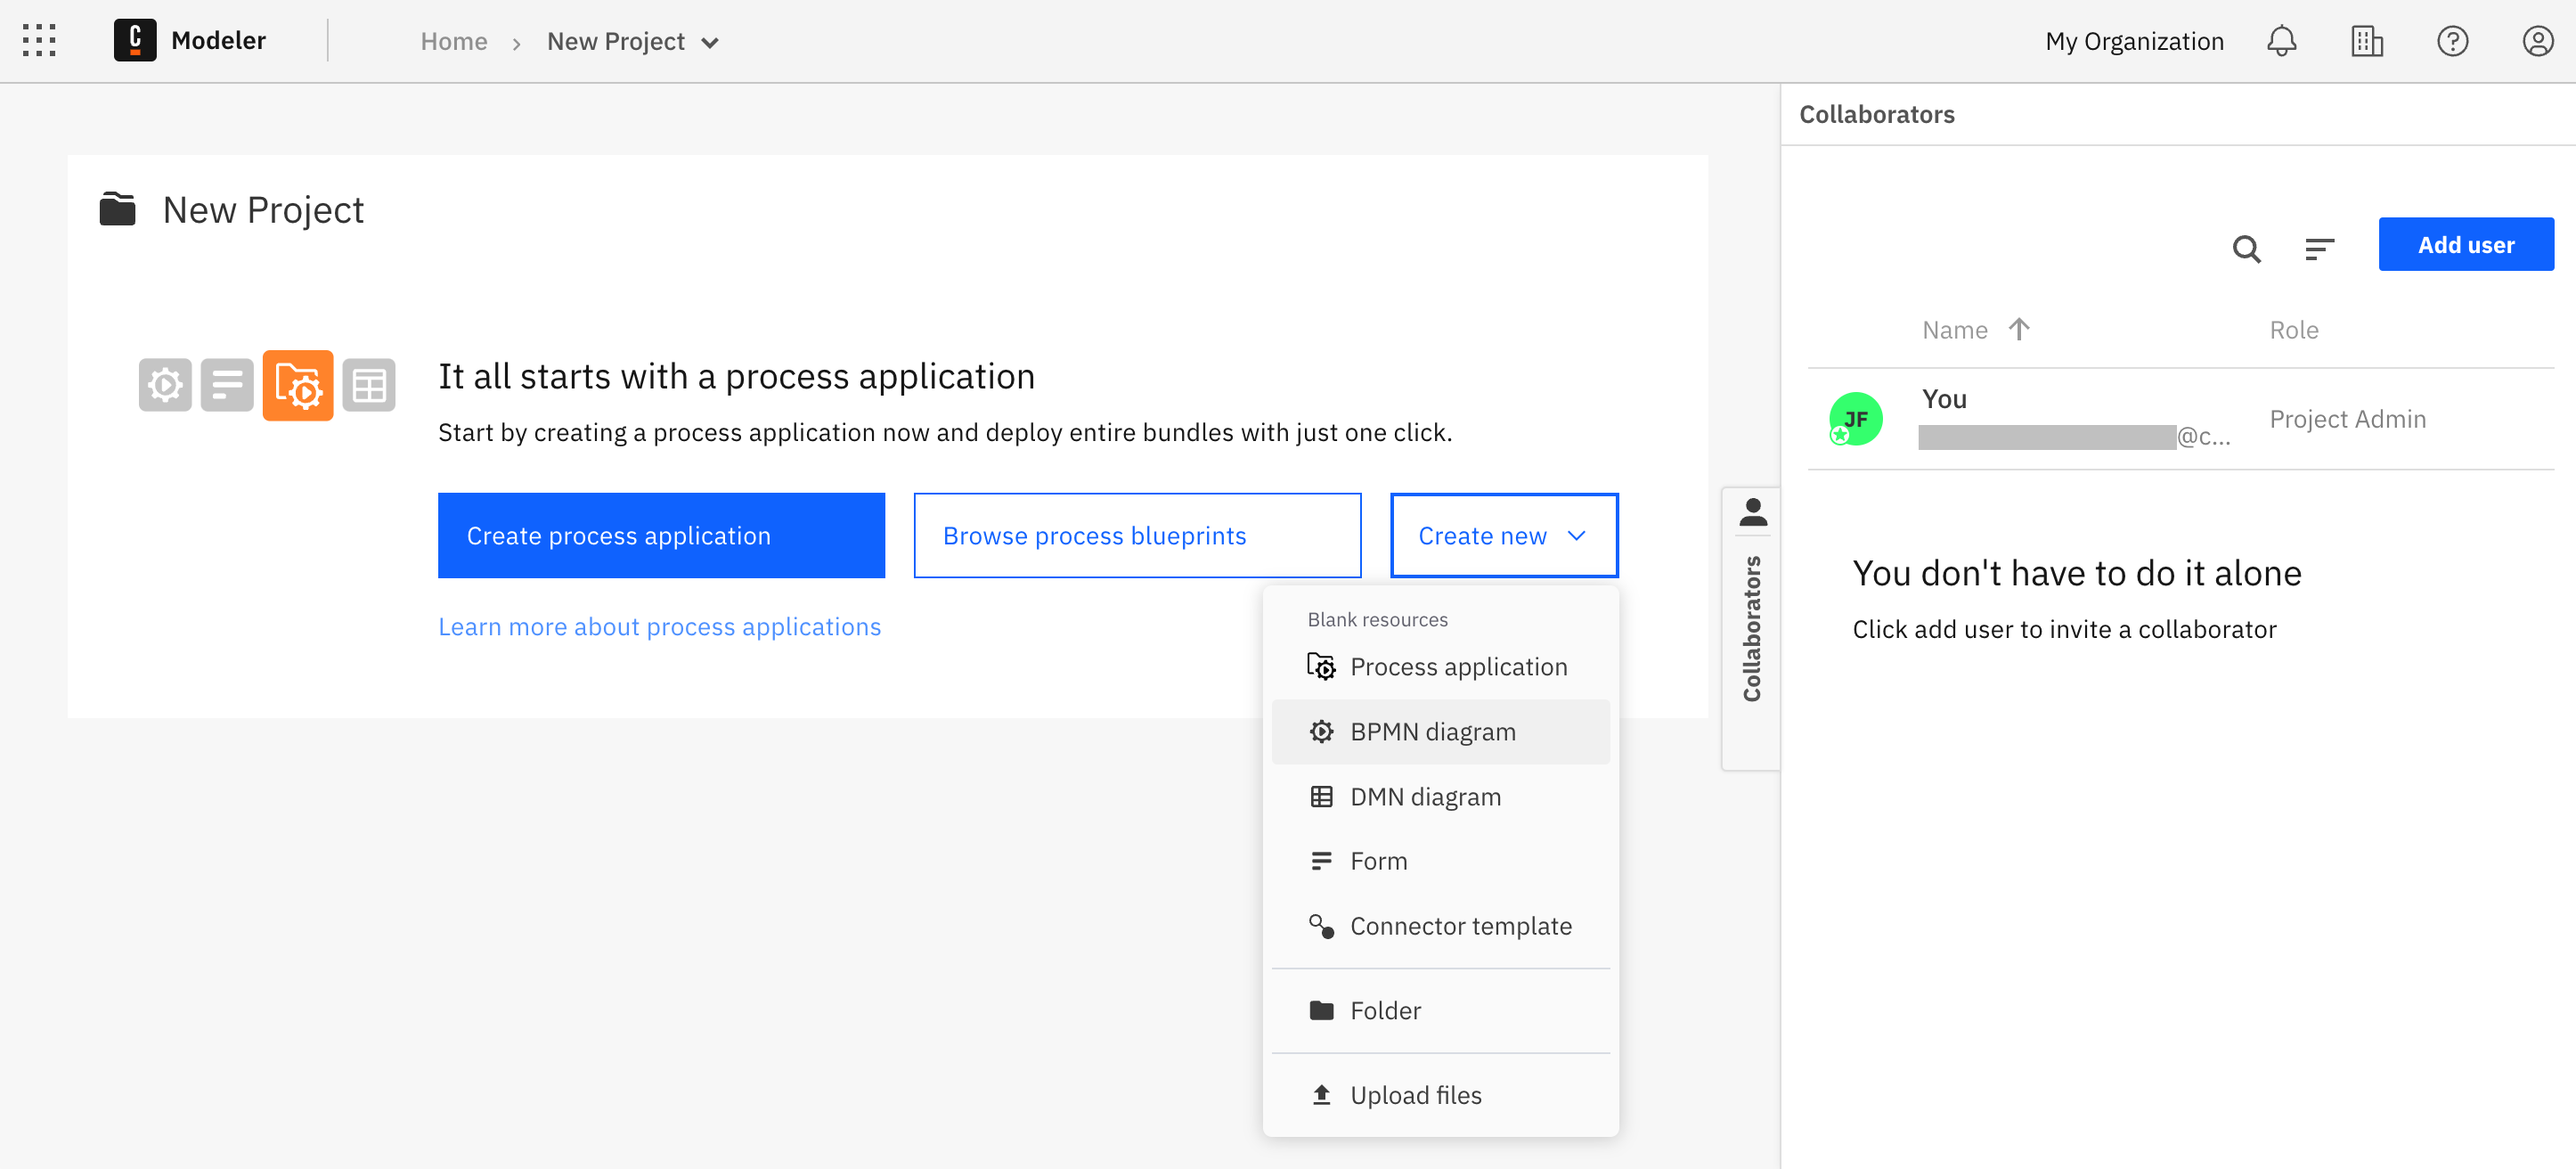 Modeler
Home
New Project
My Organization
New Project
It all starts with a process application
Start by creating a process application now and deploy entire bundles with just one click.
Create process application
Browse process blueprints
Create new
Learn more about process applications
Blank resources
Process application
BPMN diagram
DMN diagram
Form
Connector template
Folder
Upload files
Collaborators
Collaborators
Add user
Name
Role
JF
You
@c...
Project Admin
You don't have to do it alone
Click add user to invite a collaborator